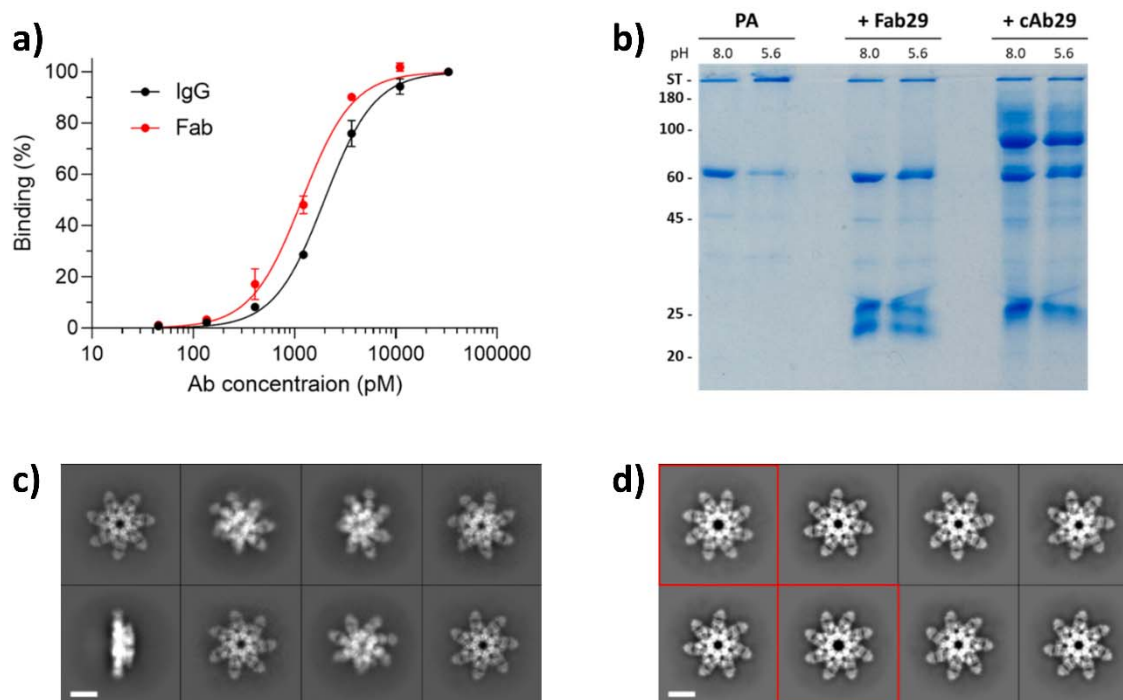 a)
100
80
60
40
20
0
Binding (%)
IgG
Fab
10 100 1000 10000 100000
Ab concentraion (pM)
b)
PA + Fab29 + cAb29
pH 8.0 5.6 8.0 5.6 8.0 5.6
ST -
180 -
100 -
60 -
45 -
25 -
20 -
c)
d)